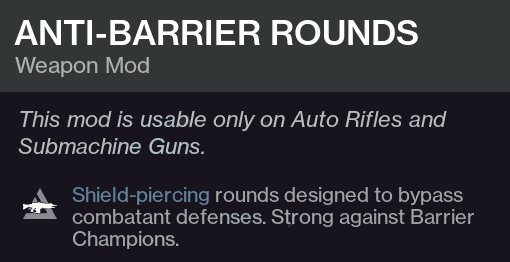 ANTI-BARRIER ROUNDS
Weapon Mod
This mod is usable only on Auto Rifles and
Submachine Guns.
Shield-piercing rounds designed to bypass
combatant defenses. Strong against Barrier
Champions.